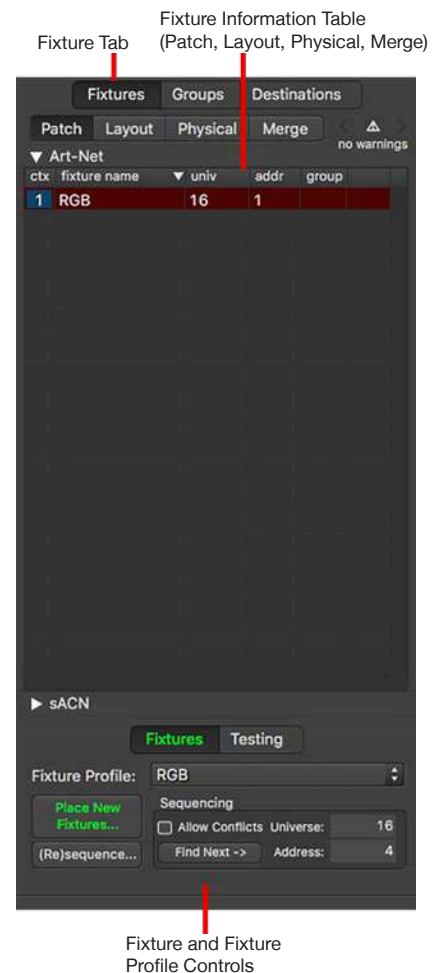 Fixture Information Table
Fixture Tab (Patch, Layout, Physical, Merge)
Fixtures Groups Destinations
Patch Layout Physical Merge < ⚠ >
no warnings
▼ Art-Net
ctx fixture name ▼ univ addr group
1 RGB 16 1
▶ sACN
Fixtures Testing
Fixture Profile: RGB
Place New
Fixtures...
Sequencing
Allow Conflicts Universe: 16
(Re)sequence... Find Next -> Address: 4
Fixture and Fixture
Profile Controls